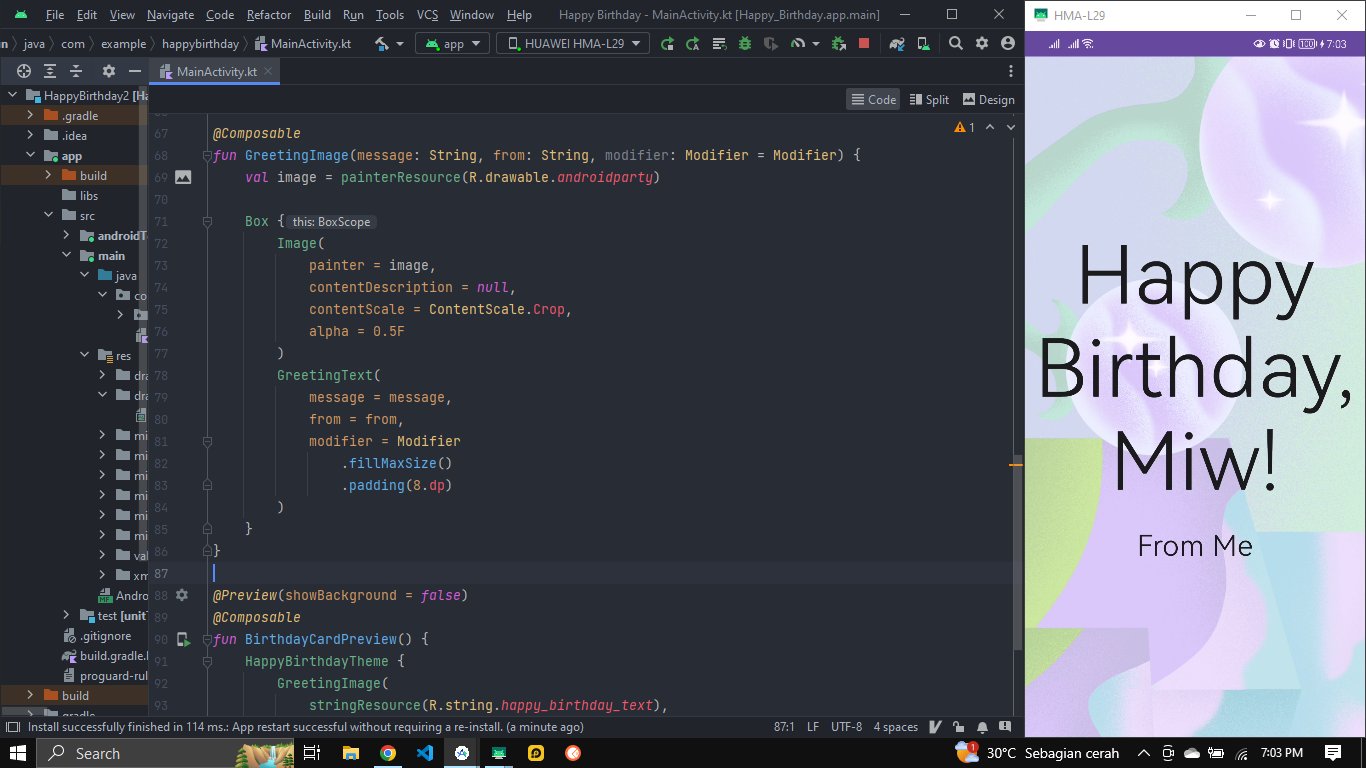 File Edit View Navigate Code Refactor Build Run Tools VCS Window Help Happy Birthday - MainActivity.kt [Happy_Birthday.app.main]
java com example happybirthday MainActivity.kt app HUAWEI HMA-L29
MainActivity.kt
Code Split Design
HappyBirthday2 [Ha
.gradle
.idea
app
build
libs
src
androidTe
main
java
co
res
dra
dra
mi
mi
mi
mi
mi
mi
val
xm
Andro
test [unitT
.gitignore
build.gradle.k
proguard-rul
build
gradle
1
67 @Composable
68 fun GreetingImage(message: String, from: String, modifier: Modifier = Modifier) {
69 val image = painterResource(R.drawable.androidparty)
70
71 Box { this: BoxScope
72 Image(
73 painter = image,
74 contentDescription = null,
75 contentScale = ContentScale.Crop,
76 alpha = 0.5F
77 )
78 GreetingText(
79 message = message,
80 from = from,
81 modifier = Modifier
82 .fillMaxSize()
83 .padding(8.dp)
84 )
85 }
86 }
87
88 @Preview(showBackground = false)
89 @Composable
90 fun BirthdayCardPreview() {
91 HappyBirthdayTheme {
92 GreetingImage(
93 stringResource(R.string.happy_birthday_text),
Install successfully finished in 114 ms.: App restart successful without requiring a re-install. (a minute ago) 87:1 LF UTF-8 4 spaces
HMA-L29
100 7:03
Happy
Birthday,
Miw!
From Me
Search
1 30°C Sebagian cerah 7:03 PM